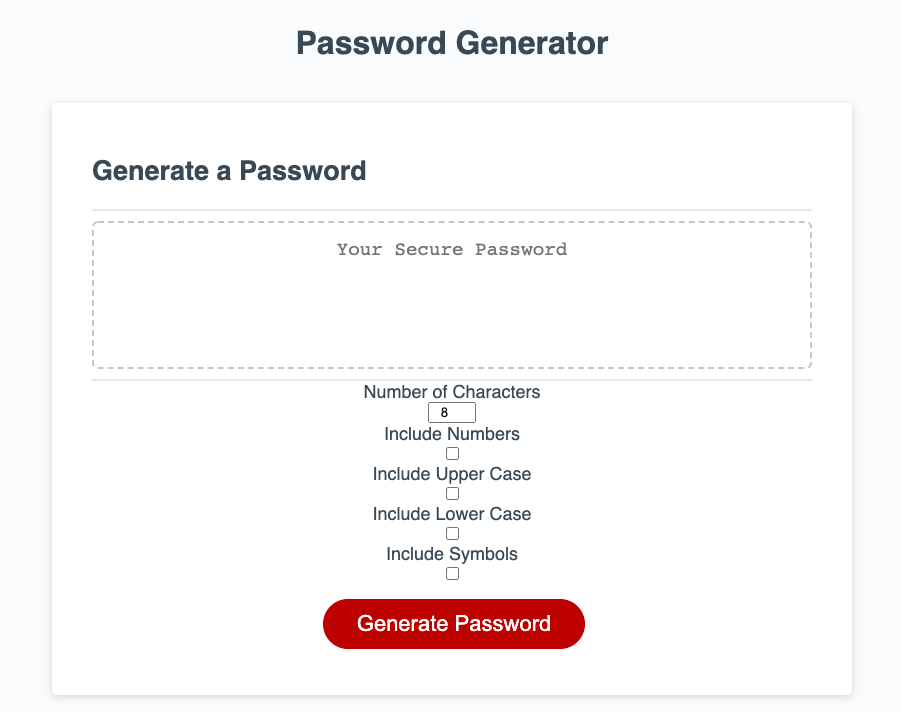 Password Generator
Generate a Password
Your Secure Password
Number of Characters
8
Include Numbers
Include Upper Case
Include Lower Case
Include Symbols
Generate Password